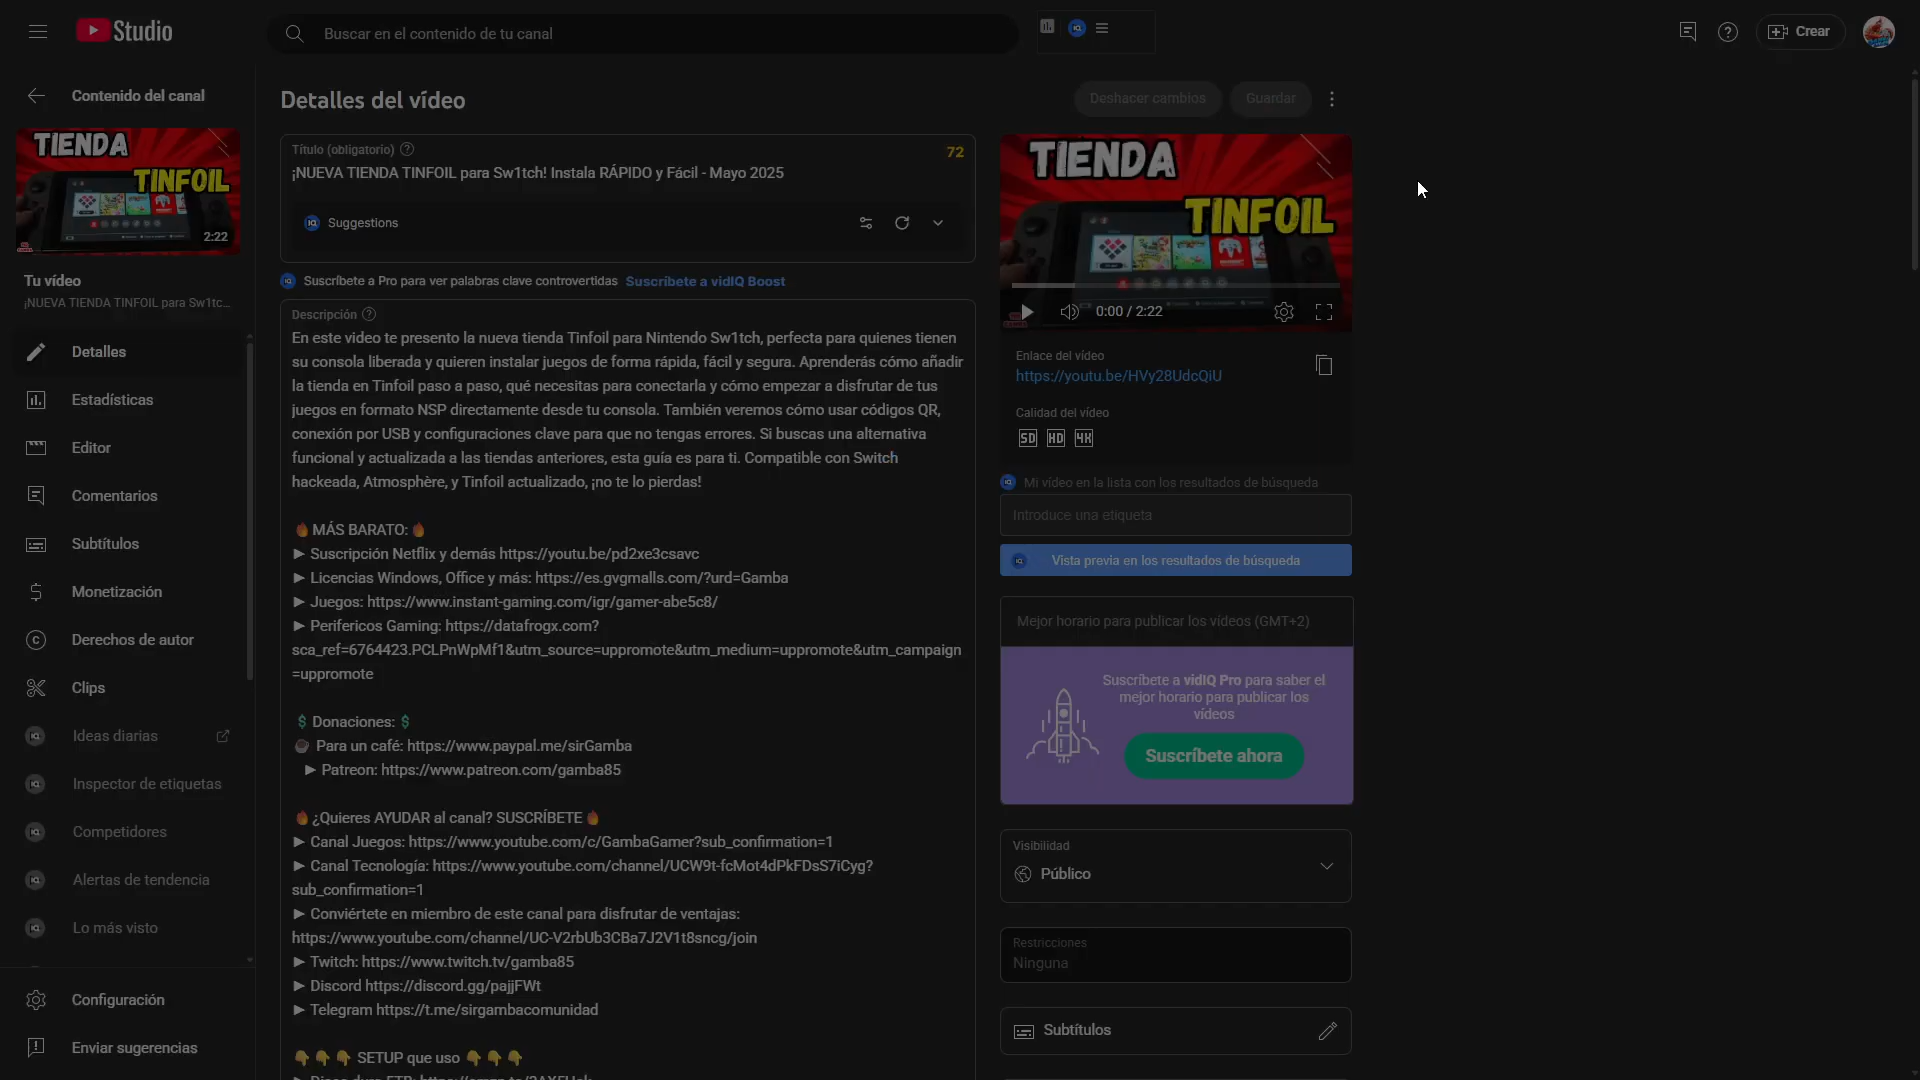 Studio
Buscar en el contenido de tu canal
Crear
Contenido del canal
TIENDA
TINFOIL
2:22
Tu vídeo
¡NUEVA TIENDA TINFOIL para Sw1tc...
Detalles
Estadísticas
Editor
Comentarios
Subtítulos
Monetización
Derechos de autor
Clips
Ideas diarias
Inspector de etiquetas
Competidores
Alertas de tendencia
Lo más visto
Configuración
Enviar sugerencias
Detalles del vídeo
Deshacer cambios
Guardar
Título (obligatorio)
72
¡NUEVA TIENDA TINFOIL para Sw1tch! Instala RÁPIDO y Fácil - Mayo 2025
Suggestions
Suscríbete a Pro para ver palabras clave controvertidas Suscríbete a vidIQ Boost
Descripción
En este video te presento la nueva tienda Tinfoil para Nintendo Sw1tch, perfecta para quienes tienen
su consola liberada y quieren instalar juegos de forma rápida, fácil y segura. Aprenderás cómo añadir
la tienda en Tinfoil paso a paso, qué necesitas para conectarla y cómo empezar a disfrutar de tus
juegos en formato NSP directamente desde tu consola. También veremos cómo usar códigos QR,
conexión por USB y configuraciones clave para que no tengas errores. Si buscas una alternativa
funcional y actualizada a las tiendas anteriores, esta guía es para ti. Compatible con Switch
hackeada, Atmosphère, y Tinfoil actualizado, ¡no te lo pierdas!
🔥 MÁS BARATO: 🔥
► Suscripción Netflix y demás https://youtu.be/pd2xe3csavc
► Licencias Windows, Office y más: https://es.gvgmalls.com/?urd=Gamba
► Juegos: https://www.instant-gaming.com/igr/gamer-abe5c8/
► Perifericos Gaming: https://datafrogx.com?
sca_ref=6764423.PCLPnWpMf1&utm_source=uppromote&utm_medium=uppromote&utm_campaign
=uppromote
💲 Donaciones: 💲
☕ Para un café: https://www.paypal.me/sirGamba
► Patreon: https://www.patreon.com/gamba85
🔥 ¿Quieres AYUDAR al canal? SUSCRÍBETE 🔥
► Canal Juegos: https://www.youtube.com/c/GambaGamer?sub_confirmation=1
► Canal Tecnología: https://www.youtube.com/channel/UCW9t-fcMot4dPkFDsS7iCyg?
sub_confirmation=1
► Conviértete en miembro de este canal para disfrutar de ventajas:
https://www.youtube.com/channel/UC-V2rbUb3CBa7J2V1t8sncg/join
► Twitch: https://www.twitch.tv/gamba85
► Discord https://discord.gg/pajjFWt
► Telegram https://t.me/sirgambacomunidad
👇👇👇 SETUP que uso 👇👇👇
TIENDA
TINFOIL
0:00 / 2:22
Enlace del vídeo
https://youtu.be/HVy28UdcQiU
Calidad del vídeo
SD HD 4K
Mi vídeo en la lista con los resultados de búsqueda
Introduce una etiqueta
Vista previa en los resultados de búsqueda
Mejor horario para publicar los vídeos (GMT+2)
Suscríbete a vidIQ Pro para saber el
mejor horario para publicar los
vídeos
Suscríbete ahora
Visibilidad
Público
Restricciones
Ninguna
Subtítulos